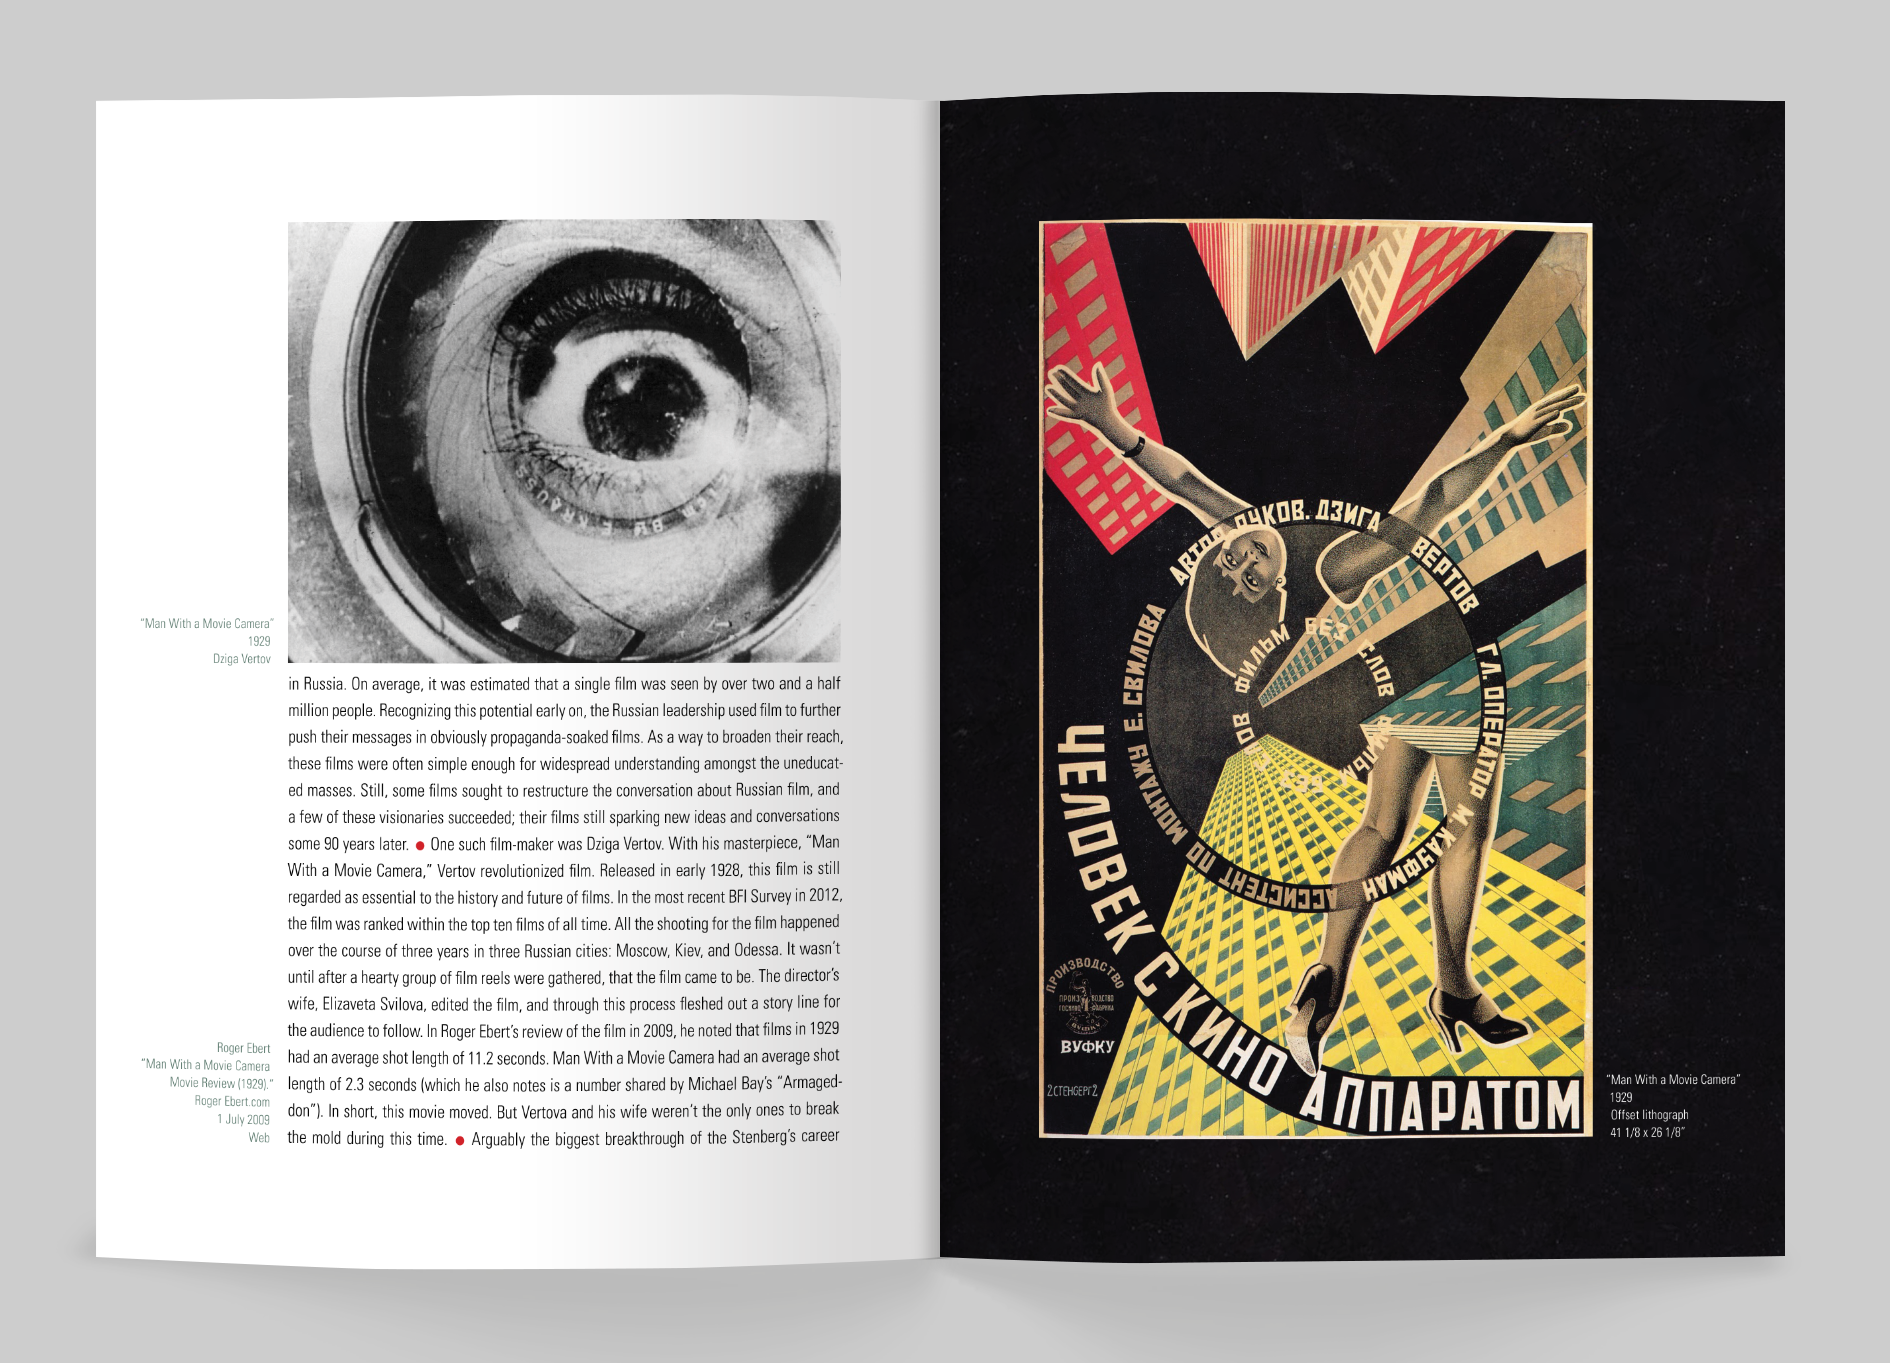 "Man With a Movie Camera"
1929
Dziga Vertov
in Russia. On average, it was estimated that a single film was seen by over two and a half
million people. Recognizing this potential early on, the Russian leadership used film to further
push their messages in obviously propaganda-soaked films. As a way to broaden their reach,
these films were often simple enough for widespread understanding amongst the uneducat-
ed masses. Still, some films sought to restructure the conversation about Russian film, and
a few of these visionaries succeeded; their films still sparking new ideas and conversations
some 90 years later. ● One such film-maker was Dziga Vertov. With his masterpiece, "Man
With a Movie Camera," Vertov revolutionized film. Released in early 1928, this film is still
regarded as essential to the history and future of films. In the most recent BFI Survey in 2012,
the film was ranked within the top ten films of all time. All the shooting for the film happened
over the course of three years in three Russian cities: Moscow, Kiev, and Odessa. It wasn't
until after a hearty group of film reels were gathered, that the film came to be. The director's
wife, Elizaveta Svilova, edited the film, and through this process fleshed out a story line for
the audience to follow. In Roger Ebert's review of the film in 2009, he noted that films in 1929
had an average shot length of 11.2 seconds. Man With a Movie Camera had an average shot
length of 2.3 seconds (which he also notes is a number shared by Michael Bay's "Armaged-
don"). In short, this movie moved. But Vertova and his wife weren't the only ones to break
the mold during this time. ● Arguably the biggest breakthrough of the Stenberg's career
Roger Ebert
"Man With a Movie Camera
Movie Review (1929)."
Roger Ebert.com
1 July 2009
Web
ДЗИГА
ВЕРТОВ
ГЛ. ОПЕРАТОР М. КАУФМАН
АССИСТЕНТ ПО МОНТАЖУ Е. СВИЛОВА
ФИЛЬМ БЕЗ СЛОВ
ЧЕЛОВЕК С КИНО АППАРАТОМ
ПРОИЗВОДСТВО
ВУФКУ
2 СТЕНБЕРГ 2
"Man With a Movie Camera"
1929
Offset lithograph
41 1/8 x 26 1/8"